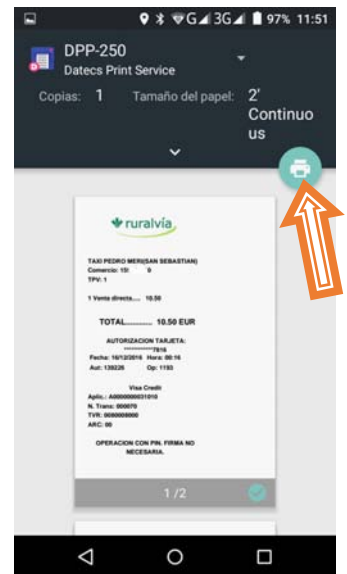 G 3G 97% 11:51
DPP-250
Datecs Print Service
Copias: 1 Tamaño del papel: 2'
Continuo
us
ruralvía
TAXI PEDRO MERI(SAN SEBASTIAN)
Comercio: 15! 9
TPV: 1
1 Venta directa..... 10.50
TOTAL............ 10.50 EUR
AUTORIZACION TARJETA:
************7816
Fecha: 16/12/2016 Hora: 00:16
Aut: 138226 Op: 1193
Visa Credit
Aplic.: A0000000031010
N. Trans: 000070
TVR: 0080008000
ARC: 00
OPERACION CON PIN. FIRMA NO
NECESARIA.
1 /2